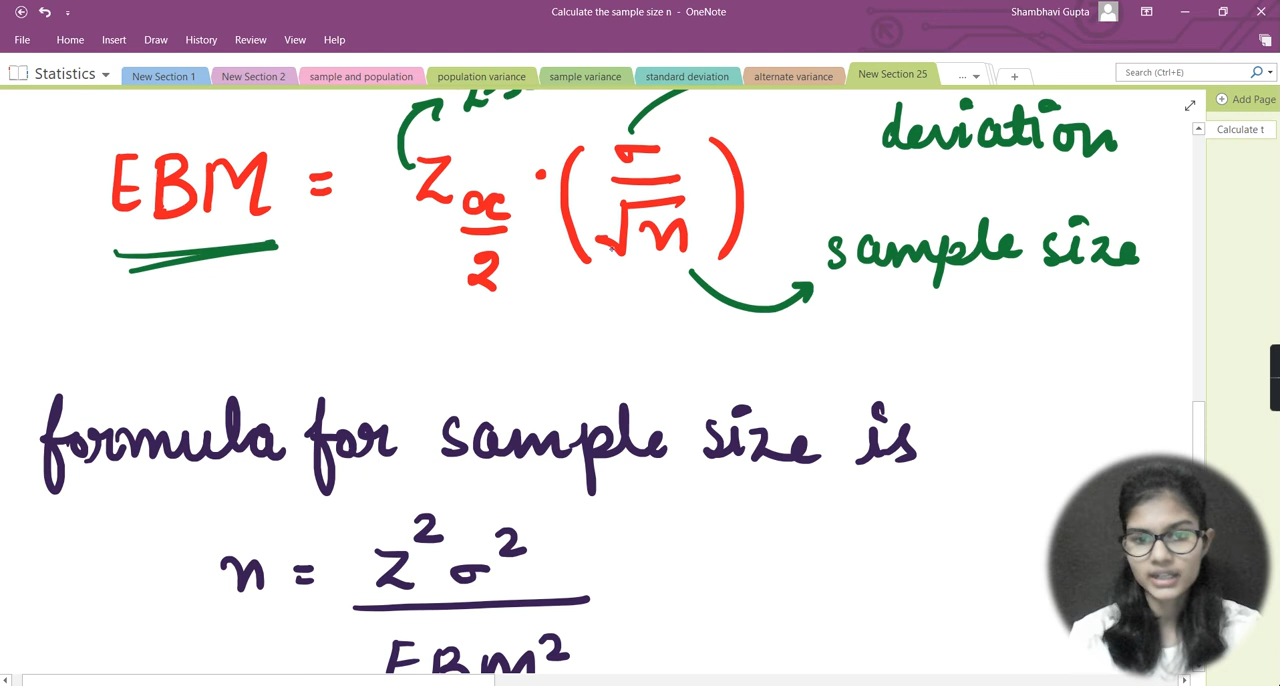 Calculate the sample size n - OneNote
Shambhavi Gupta
File Home Insert Draw History Review View Help
Statistics
New Section 1 New Section 2 sample and population population variance sample variance standard deviation alternate variance New Section 25 ... +
Search (Ctrl+E)
Add Page
Calculate t
deviation
EBM = Z α/2 · (σ/√n)
sample size
formula for sample size is
n = Z² σ²
EBM²